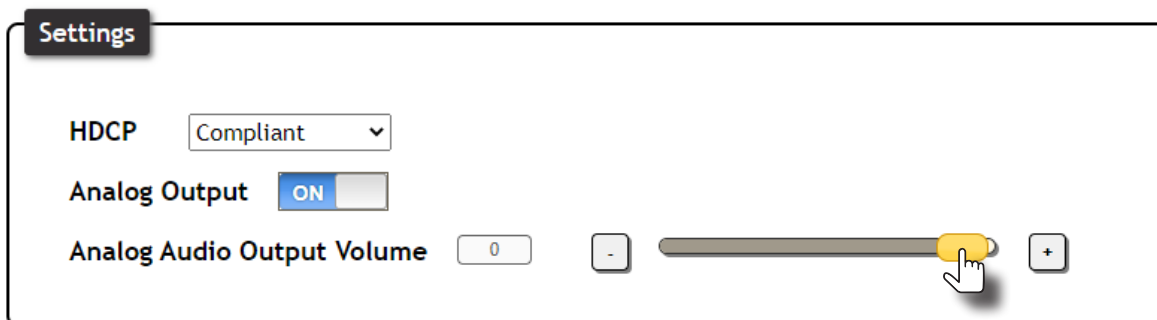 Settings
HDCP Compliant
Analog Output ON
Analog Audio Output Volume 0 - +